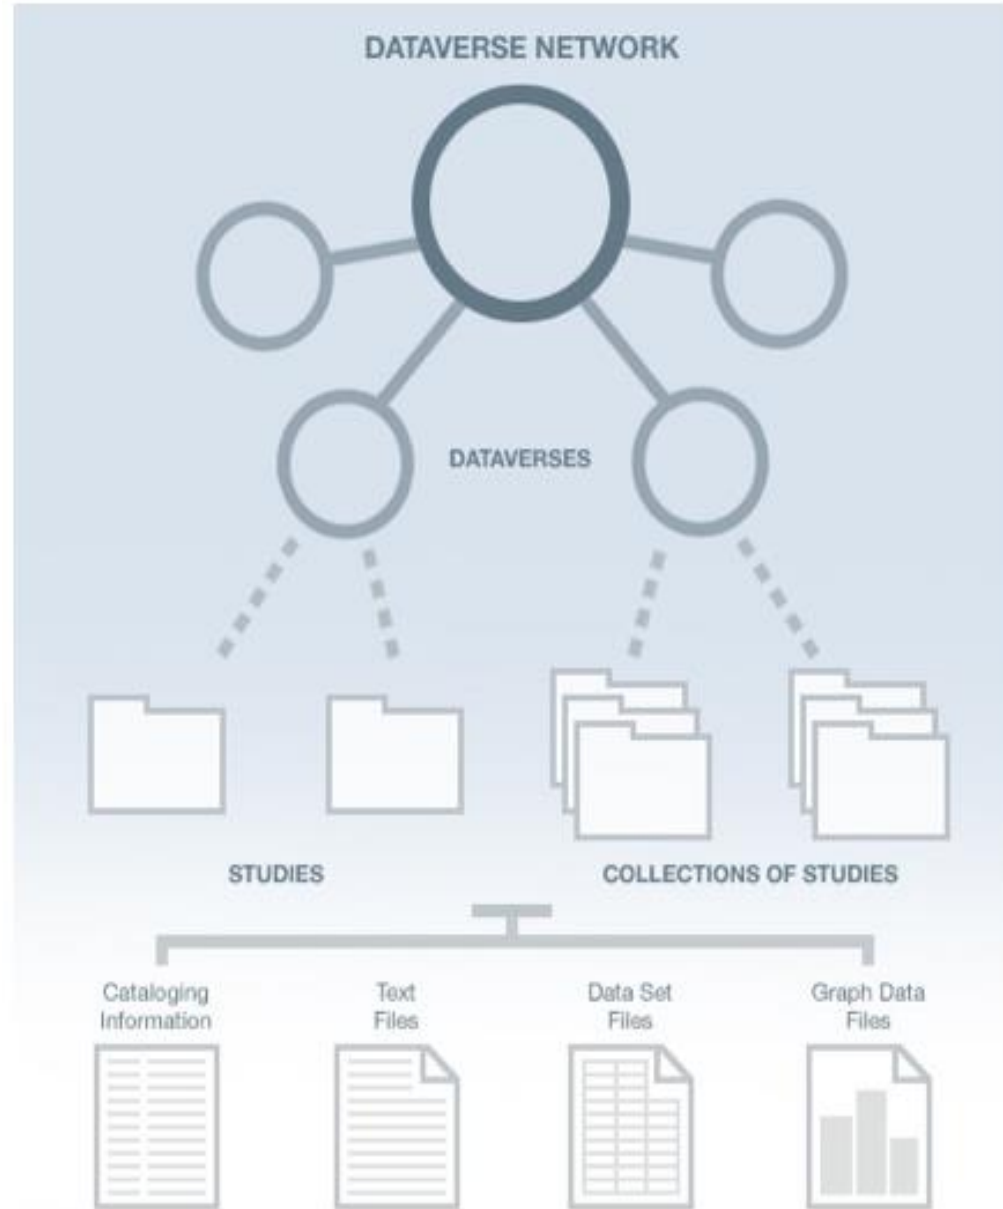 DATAVERSE NETWORK
DATAVERSES
STUDIES
COLLECTIONS OF STUDIES
Cataloging
Information
Text
Files
Data Set
Files
Graph Data
Files